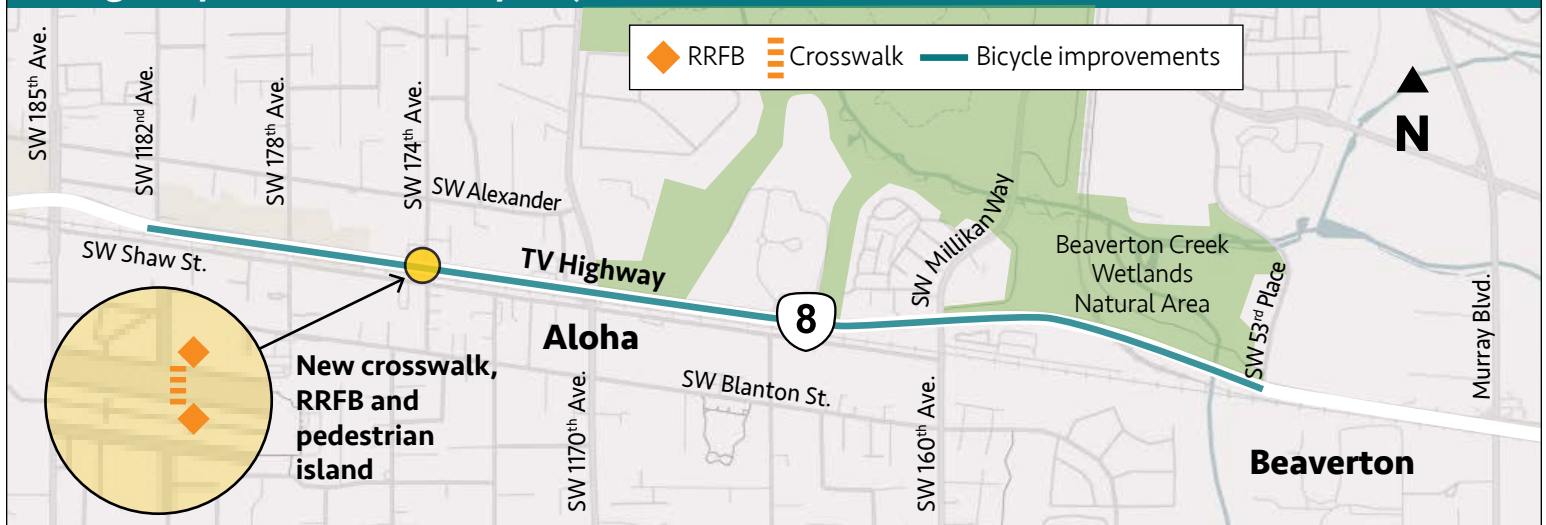 RRFB
Crosswalk
Bicycle improvements
N
SW 185th Ave.
SW 1182nd Ave.
SW 178th Ave.
SW 174th Ave.
SW Alexander
SW Shaw St.
TV Highway
8
SW Millikan Way
Beaverton Creek
Wetlands
Natural Area
SW 53rd Place
Murray Blvd.
Aloha
New crosswalk,
RRFB and
pedestrian
island
SW 1170th Ave.
SW Blanton St.
SW 160th Ave.
Beaverton